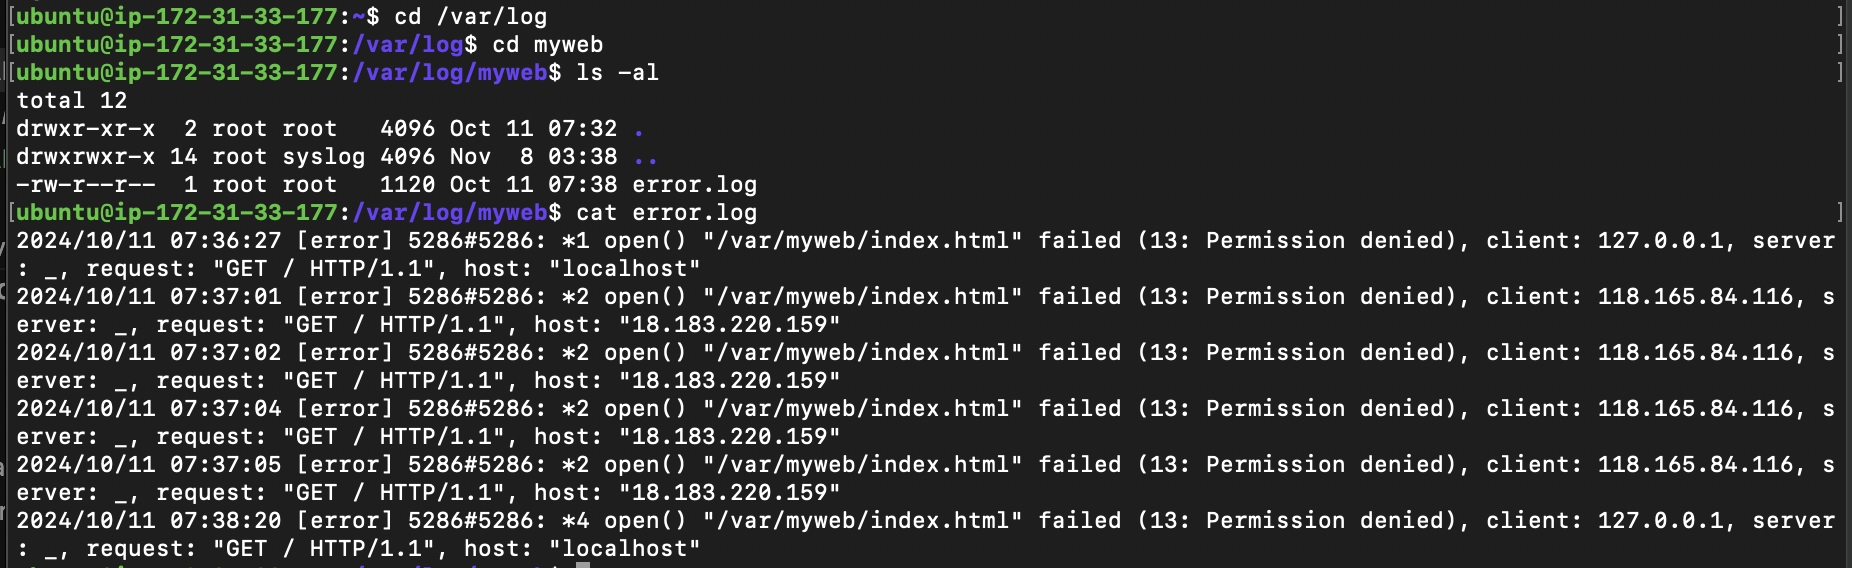 [ubuntu@ip-172-31-33-177:~$ cd /var/log ]
[ubuntu@ip-172-31-33-177:/var/log$ cd myweb ]
[ubuntu@ip-172-31-33-177:/var/log/myweb$ ls -al ]
total 12
drwxr-xr-x  2 root root   4096 Oct 11 07:32 .
drwxrwxr-x 14 root syslog 4096 Nov  8 03:38 ..
-rw-r--r--  1 root root   1120 Oct 11 07:38 error.log
[ubuntu@ip-172-31-33-177:/var/log/myweb$ cat error.log ]
2024/10/11 07:36:27 [error] 5286#5286: *1 open() "/var/myweb/index.html" failed (13: Permission denied), client: 127.0.0.1, server
: _, request: "GET / HTTP/1.1", host: "localhost"
2024/10/11 07:37:01 [error] 5286#5286: *2 open() "/var/myweb/index.html" failed (13: Permission denied), client: 118.165.84.116, s
erver: _, request: "GET / HTTP/1.1", host: "18.183.220.159"
2024/10/11 07:37:02 [error] 5286#5286: *2 open() "/var/myweb/index.html" failed (13: Permission denied), client: 118.165.84.116, s
erver: _, request: "GET / HTTP/1.1", host: "18.183.220.159"
2024/10/11 07:37:04 [error] 5286#5286: *2 open() "/var/myweb/index.html" failed (13: Permission denied), client: 118.165.84.116, s
erver: _, request: "GET / HTTP/1.1", host: "18.183.220.159"
2024/10/11 07:37:05 [error] 5286#5286: *2 open() "/var/myweb/index.html" failed (13: Permission denied), client: 118.165.84.116, s
erver: _, request: "GET / HTTP/1.1", host: "18.183.220.159"
2024/10/11 07:38:20 [error] 5286#5286: *4 open() "/var/myweb/index.html" failed (13: Permission denied), client: 127.0.0.1, server
: _, request: "GET / HTTP/1.1", host: "localhost"